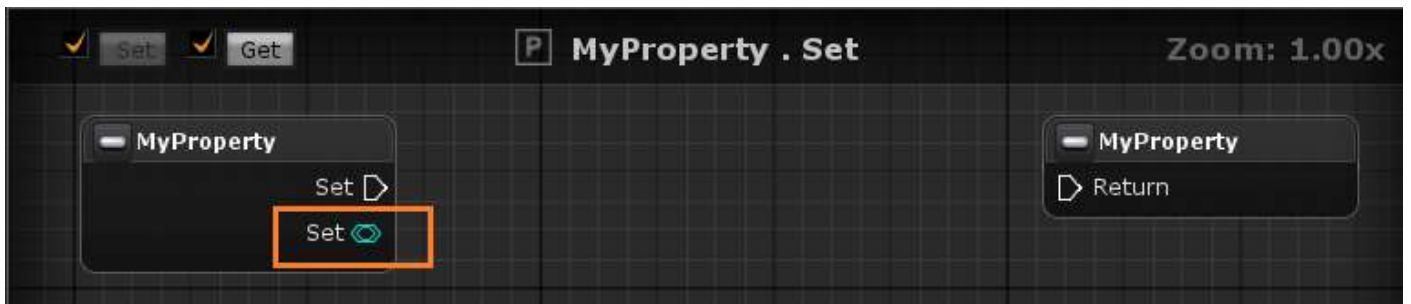 Set Get P MyProperty . Set Zoom: 1.00x
MyProperty
Set
Set
MyProperty
Return